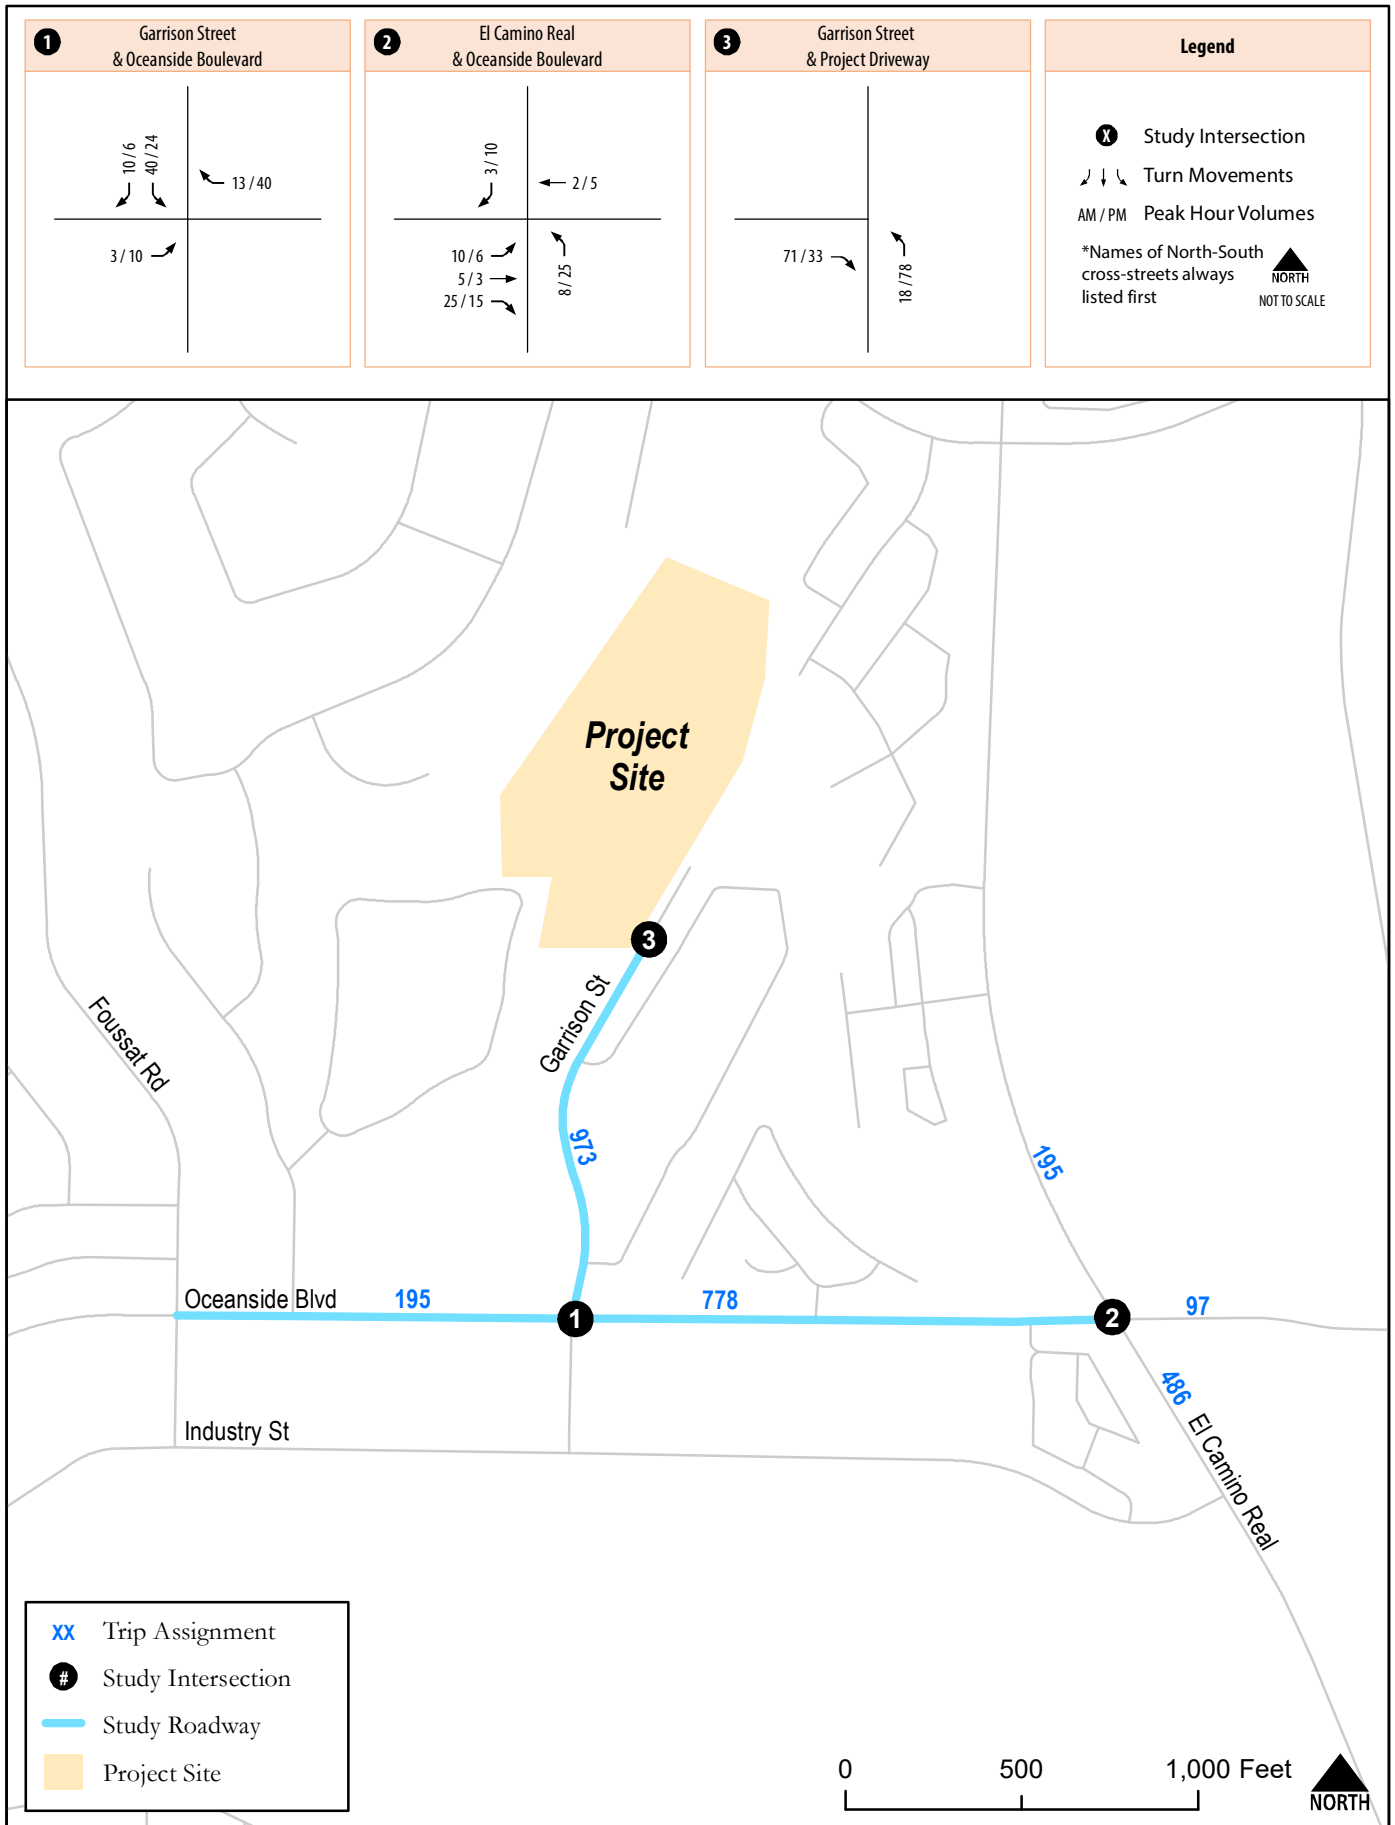 1
Garrison Street
& Oceanside Boulevard
10 / 6
40 / 24
13 / 40
3 / 10
2
El Camino Real
& Oceanside Boulevard
3 / 10
2 / 5
10 / 6
5 / 3
25 / 15
8 / 25
3
Garrison Street
& Project Driveway
71 / 33
18 / 78
Legend
X Study Intersection
Turn Movements
AM / PM Peak Hour Volumes
*Names of North-South
cross-streets always
listed first
NORTH
NOT TO SCALE
Project
Site
3
Garrison St
Foussat Rd
973
195
Oceanside Blvd
195
778
97
1
2
486
El Camino Real
Industry St
XX Trip Assignment
# Study Intersection
Study Roadway
Project Site
0 500 1,000 Feet
NORTH